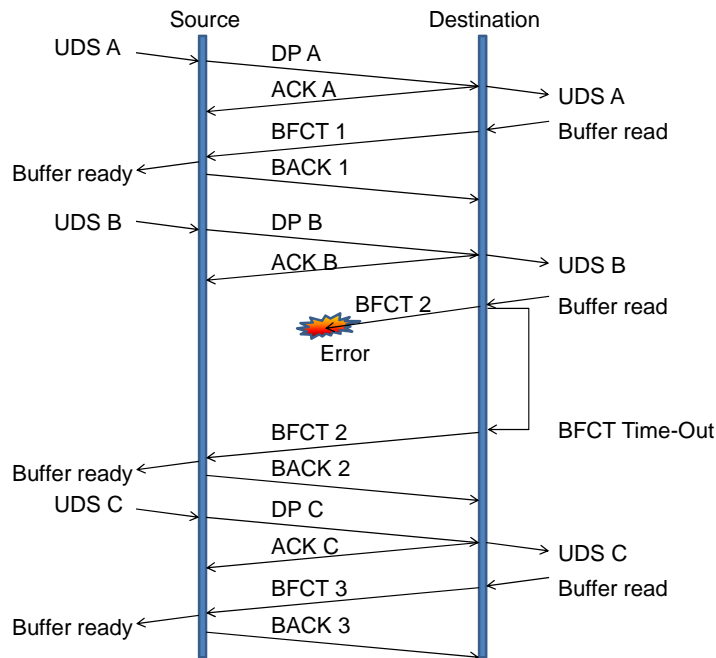 Source
Destination
UDS A
DP A
ACK A
UDS A
BFCT 1
Buffer read
Buffer ready
BACK 1
UDS B
DP B
ACK B
UDS B
BFCT 2
Buffer read
Error
BFCT 2
BFCT Time-Out
Buffer ready
BACK 2
UDS C
DP C
ACK C
UDS C
BFCT 3
Buffer read
Buffer ready
BACK 3